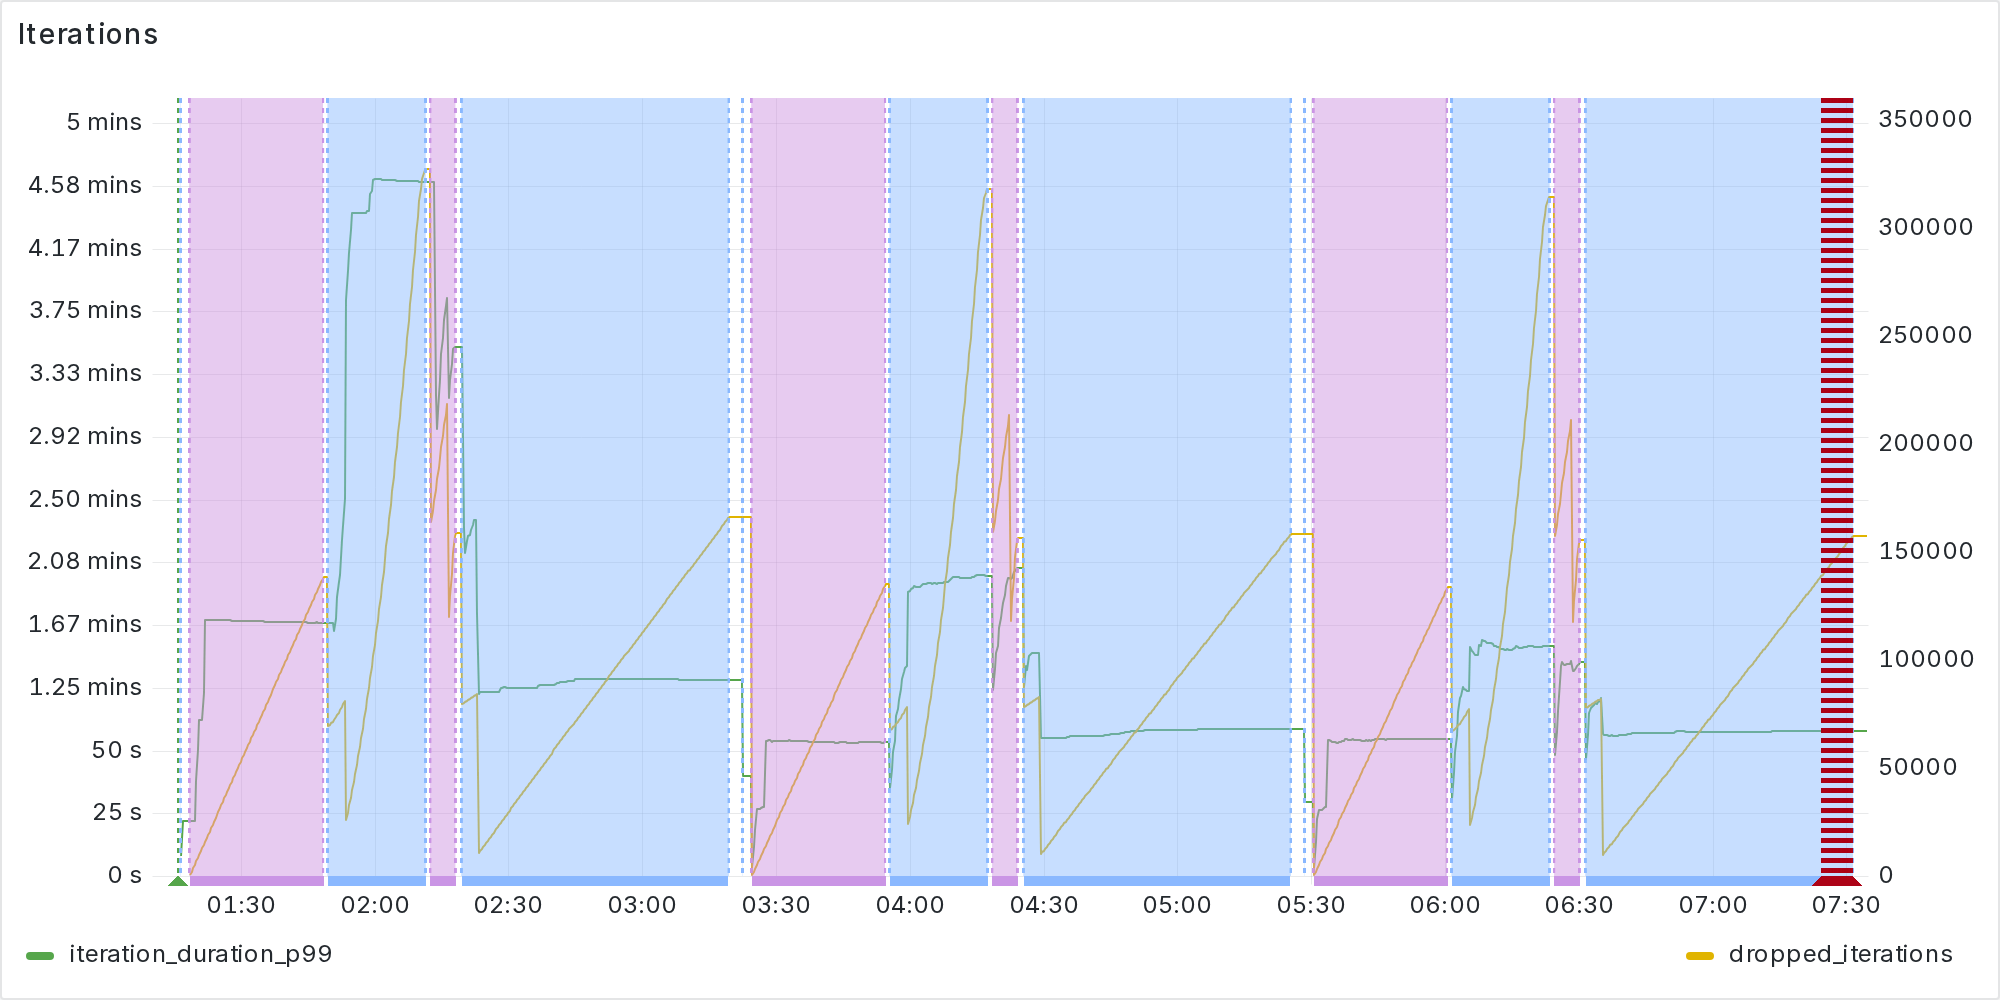 Iterations
5 mins
4.58 mins
4.17 mins
3.75 mins
3.33 mins
2.92 mins
2.50 mins
2.08 mins
1.67 mins
1.25 mins
50 s
25 s
0 s
350000
300000
250000
200000
150000
100000
50000
0
01:30 02:00 02:30 03:00 03:30 04:00 04:30 05:00 05:30 06:00 06:30 07:00 07:30
iteration_duration_p99 dropped_iterations